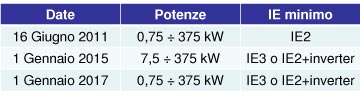 Date Potenze IE minimo
16 Giugno 2011 0,75 ÷ 375 kW IE2
1 Gennaio 2015 7,5 ÷ 375 kW IE3 o IE2+inverter
1 Gennaio 2017 0,75 ÷ 375 kW IE3 o IE2+inverter